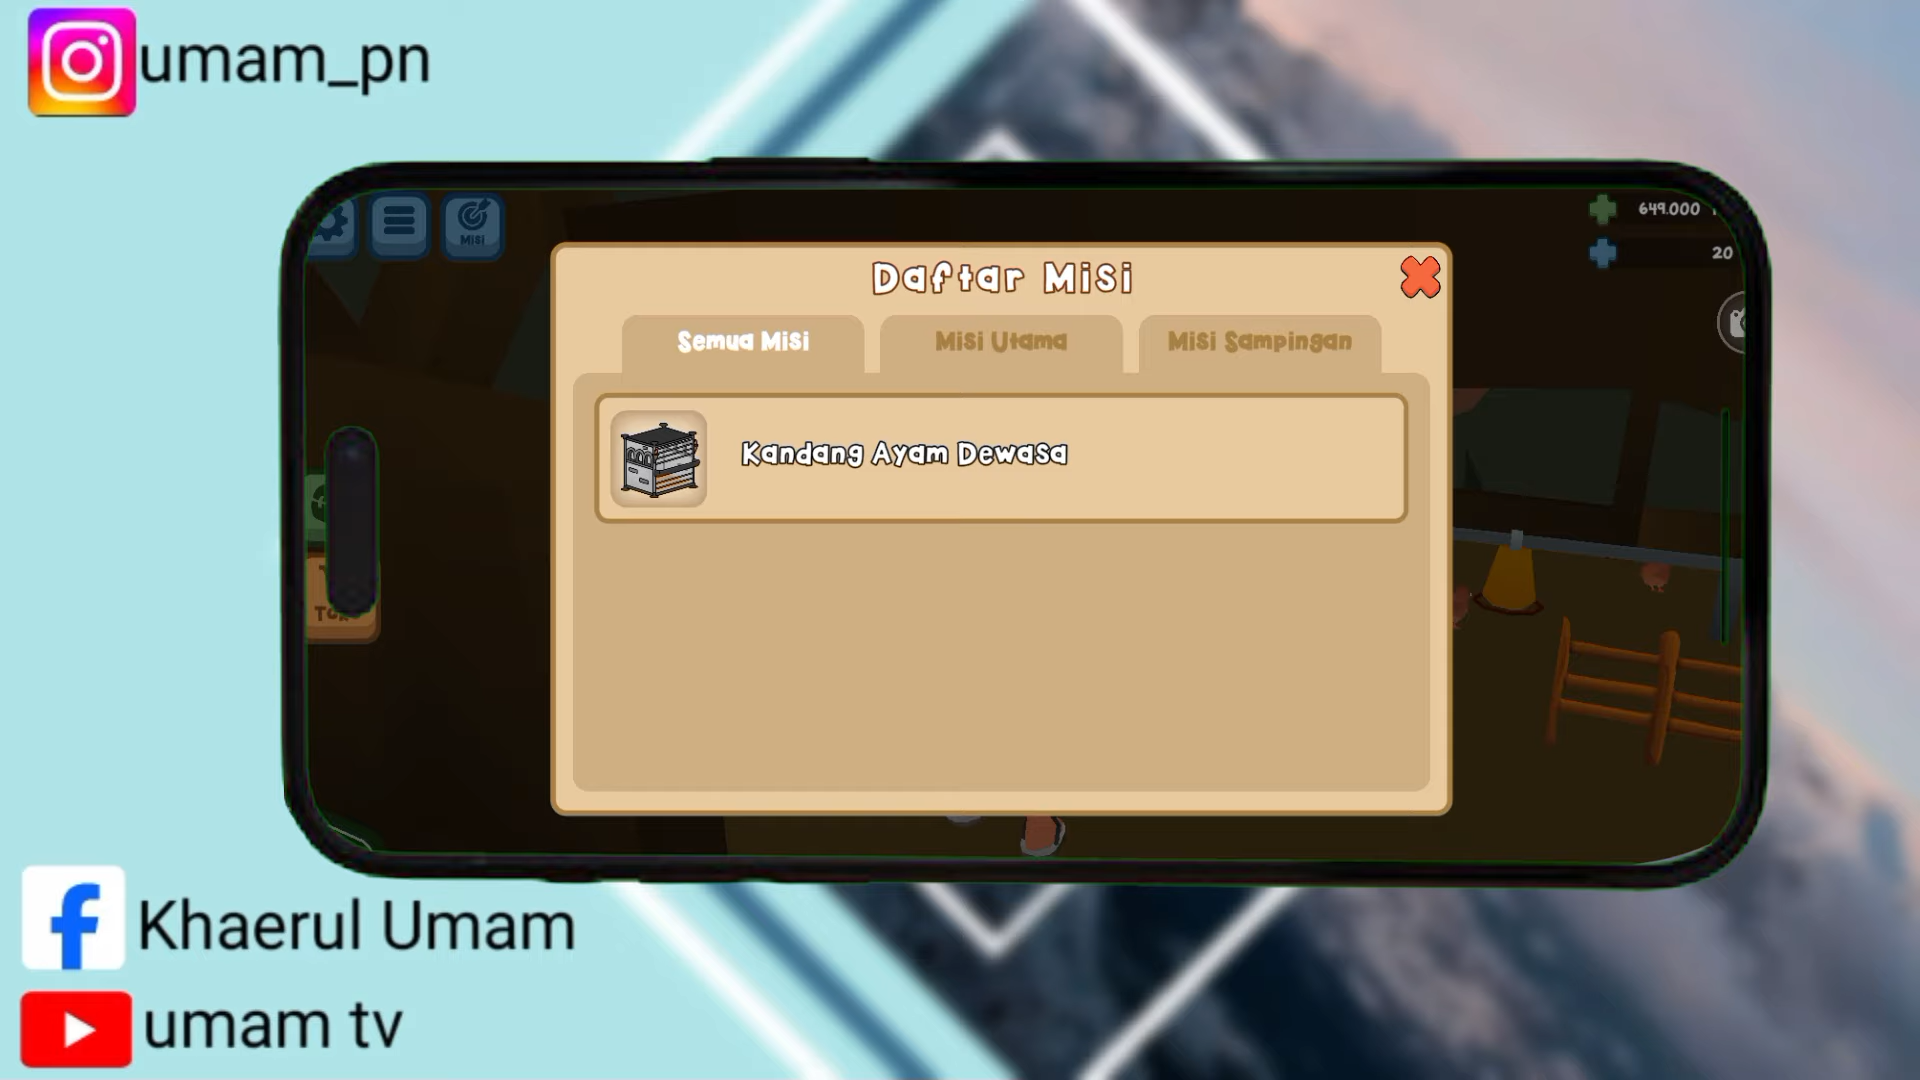 umam_pn
Misi
649.000
20
Daftar Misi
Semua Misi
Misi Utama
Misi Sampingan
Kandang Ayam Dewasa
Khaerul Umam
umam tv